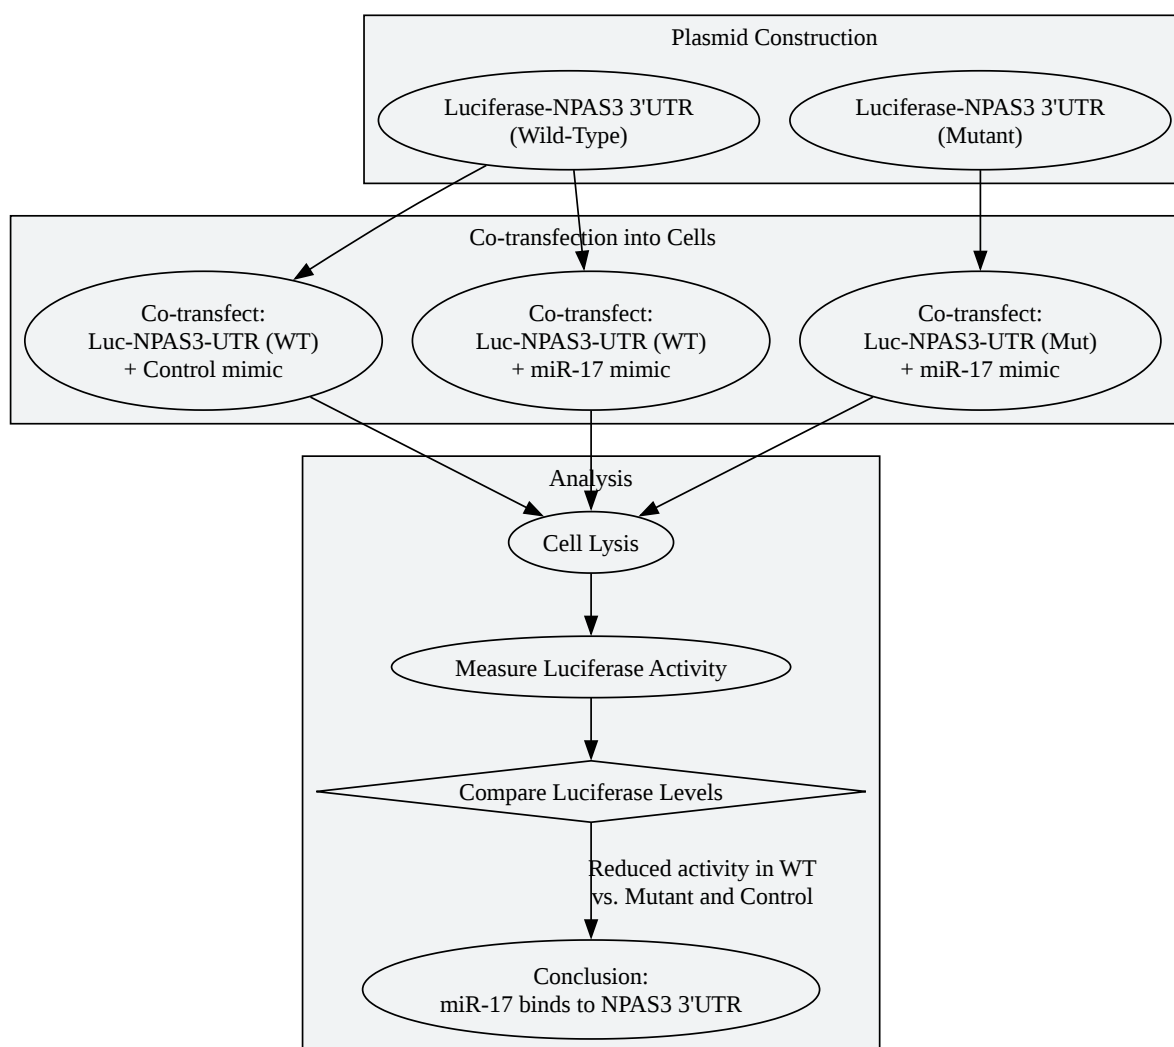 Plasmid Construction
Luciferase-NPAS3 3'UTR
(Wild-Type)
Luciferase-NPAS3 3'UTR
(Mutant)
Co-transfection into Cells
Co-transfect:
Luc-NPAS3-UTR (WT)
+ Control mimic
Co-transfect:
Luc-NPAS3-UTR (WT)
+ miR-17 mimic
Co-transfect:
Luc-NPAS3-UTR (Mut)
+ miR-17 mimic
Analysis
Cell Lysis
Measure Luciferase Activity
Compare Luciferase Levels
Reduced activity in WT
vs. Mutant and Control
Conclusion:
miR-17 binds to NPAS3 3'UTR